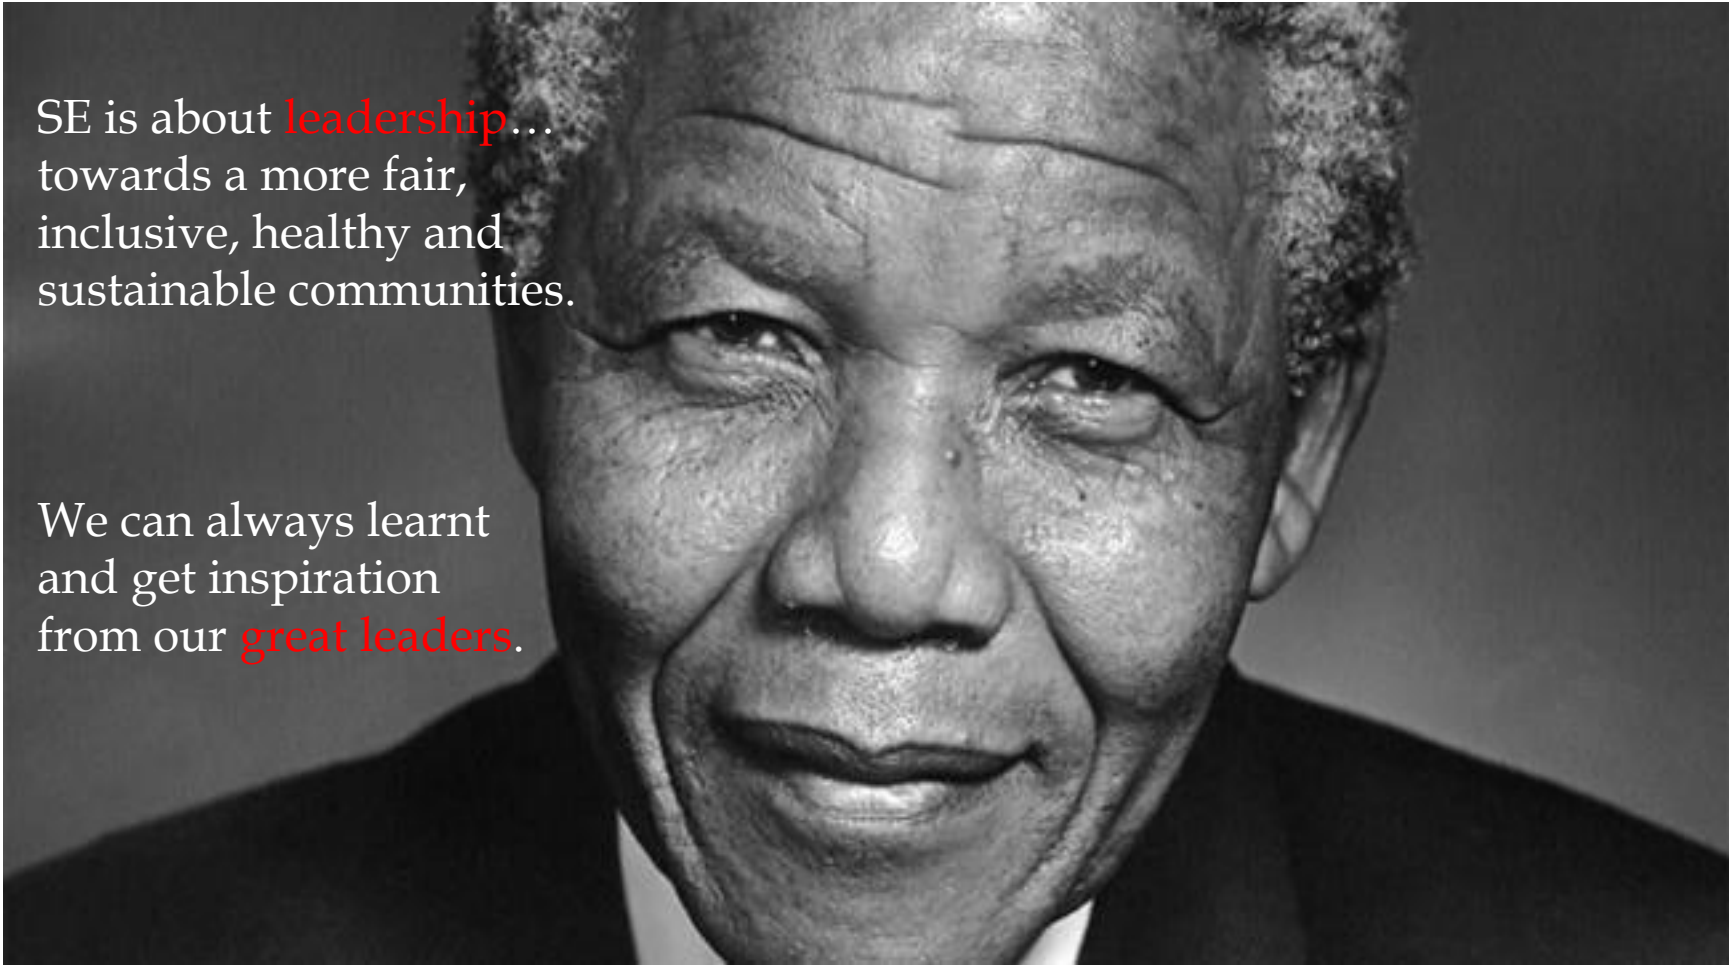 SE is about leadership…
towards a more fair,
inclusive, healthy and
sustainable communities.
We can always learnt
and get inspiration
from our great leaders.